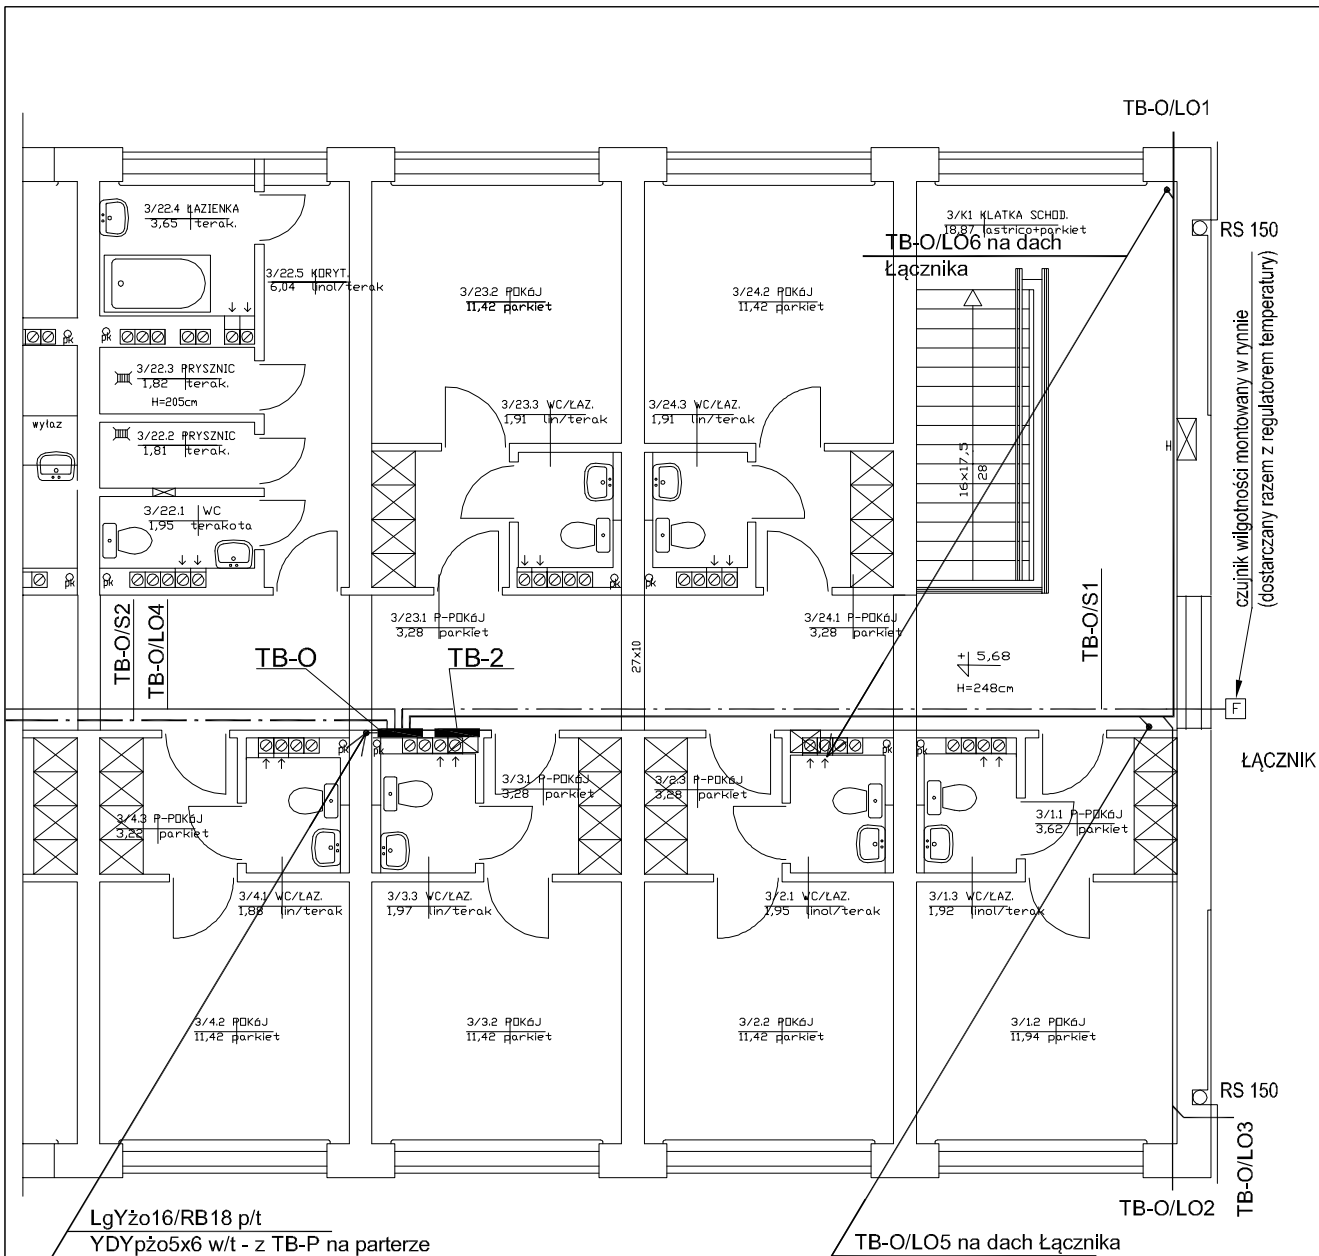 TB-O/LO1
3/22.4 ŁAZIENKA
3,65 terak.
3/K1 KLATKA SCHOD.
18,87 lastrico+parkiet
RS 150
TB-O/LO6 na dach
Łącznika
3/22.5 KORYT.
6,04 linol/terak
3/23.2 POKÓJ
11,42 parkiet
3/24.2 POKÓJ
11,42 parkiet
czujnik wilgotności montowany w rynnie
(dostarczany razem z regulatorem temperatury)
pk
pk
pk
3/22.3 PRYSZNIC
1,82 terak.
H=205cm
3/23.3 WC/ŁAZ.
1,91 lin/terak
3/24.3 WC/ŁAZ.
1,91 lin/terak
wyłaz
3/22.2 PRYSZNIC
1,81 terak.
H
16x17,5
28
3/22.1 WC
1,95 terakota
pk
pk
pk
pk
3/23.1 P-POKÓJ
3,28 parkiet
3/24.1 P-POKÓJ
3,28 parkiet
TB-O/S2
TB-O/LO4
TB-O
TB-2
27x10
+ 5,68
H=248cm
TB-O/S1
F
pk
pk
pk
pk
ŁĄCZNIK
3/3.1 P-POKÓJ
3,28 parkiet
3/2.3 P-POKÓJ
3,28 parkiet
3/4.3 P-POKÓJ
3,22 parkiet
3/1.1 P-POKÓJ
3,62 parkiet
3/4.1 WC/ŁAZ.
1,88 lin/terak
3/3.3 WC/ŁAZ.
1,97 lin/terak
3/2.1 WC/ŁAZ.
1,95 linol/terak
3/1.3 WC/ŁAZ.
1,92 linol/terak
3/4.2 POKÓJ
11,42 parkiet
3/3.2 POKÓJ
11,42 parkiet
3/2.2 POKÓJ
11,42 parkiet
3/1.2 POKÓJ
11,94 parkiet
RS 150
TB-O/LO3
TB-O/LO2
LgYżo16/RB18 p/t
YDYpżo5x6 w/t - z TB-P na parterze
TB-O/LO5 na dach Łącznika